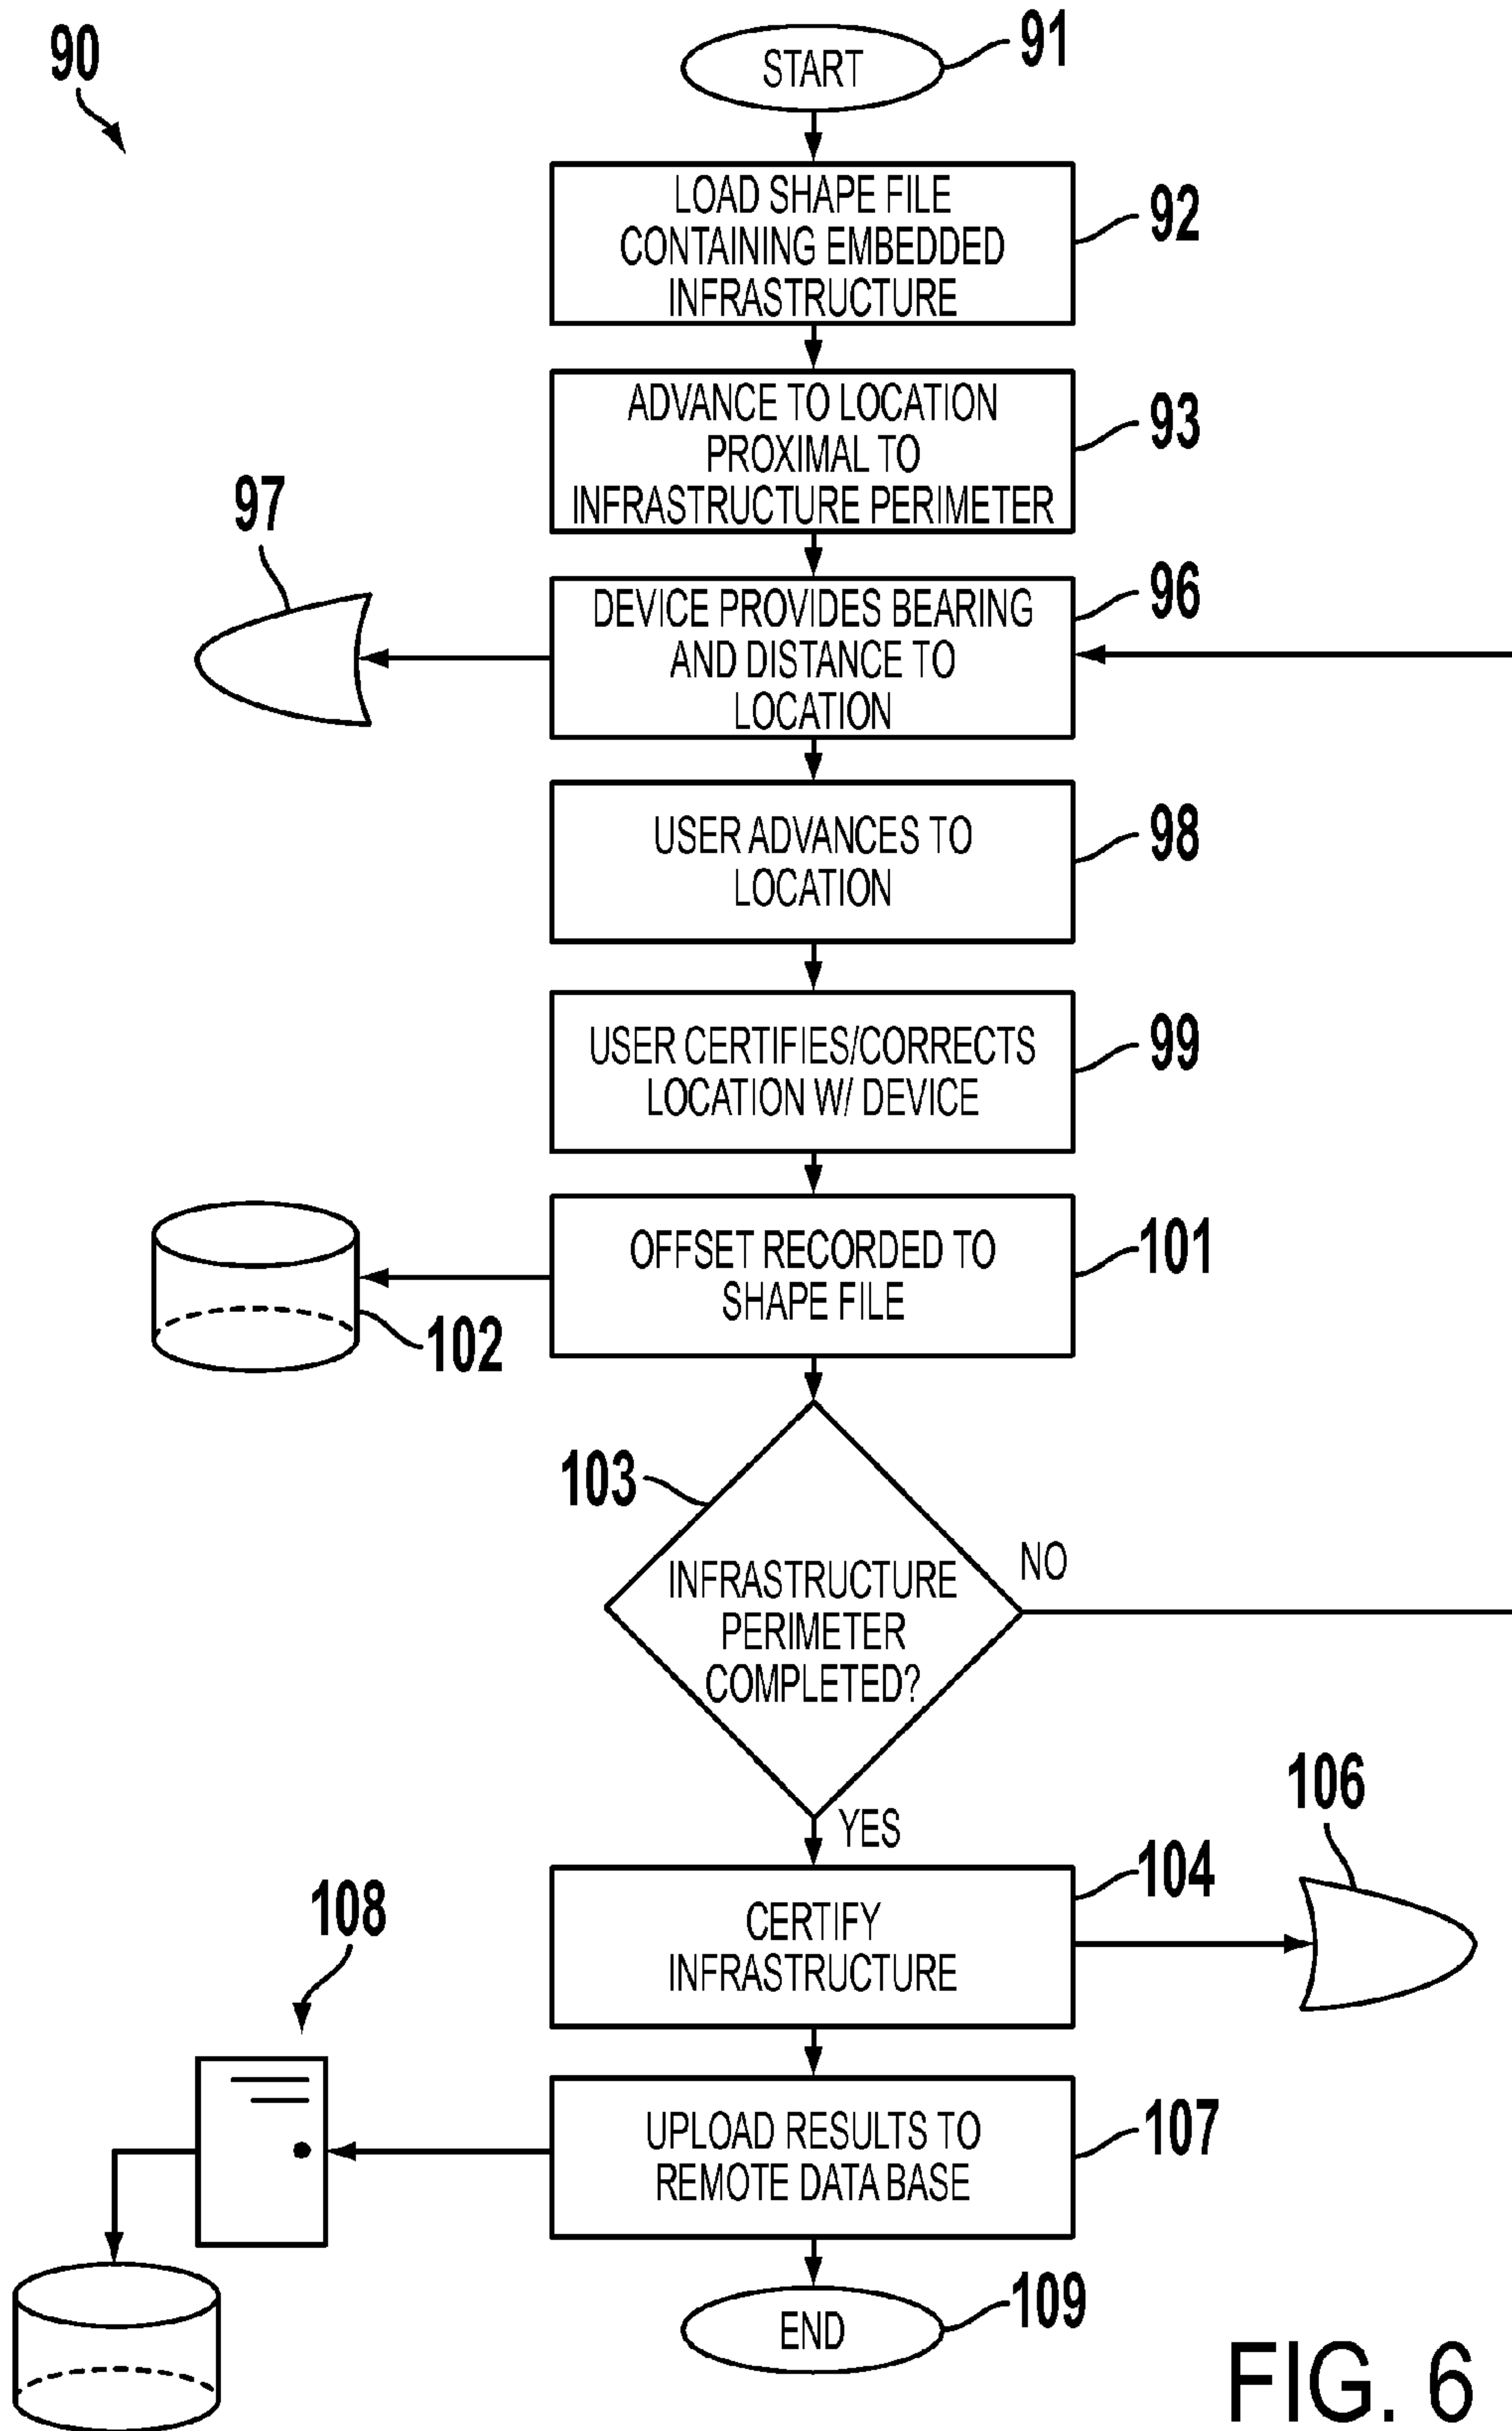 90
START
91
LOAD SHAPE FILE
CONTAINING EMBEDDED
INFRASTRUCTURE
92
ADVANCE TO LOCATION
PROXIMAL TO
INFRASTRUCTURE PERIMETER
93
97
DEVICE PROVIDES BEARING
AND DISTANCE TO
LOCATION
96
USER ADVANCES TO
LOCATION
98
USER CERTIFIES/CORRECTS
LOCATION W/ DEVICE
99
OFFSET RECORDED TO
SHAPE FILE
101
102
103
INFRASTRUCTURE
PERIMETER
COMPLETED?
NO
YES
CERTIFY
INFRASTRUCTURE
104
106
108
UPLOAD RESULTS TO
REMOTE DATA BASE
107
END
109
FIG. 6